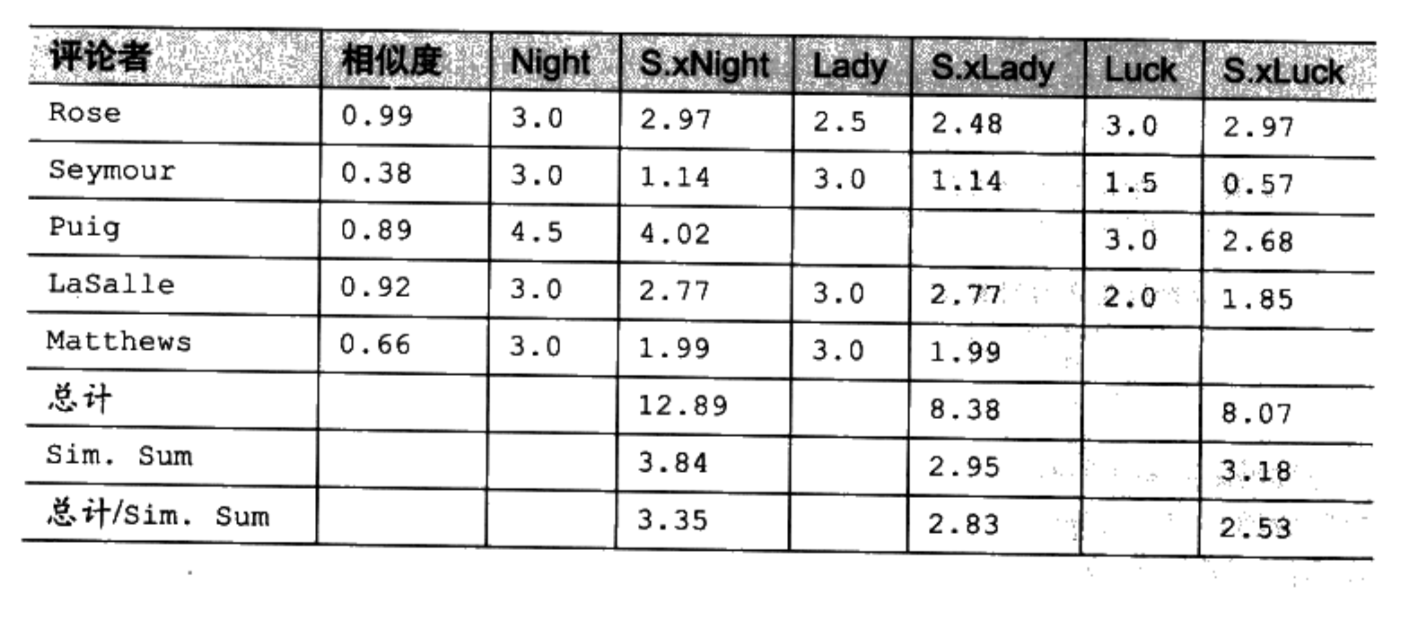 评论者 相似度 Night S.xNight Lady S.xLady Luck S.xLuck
Rose 0.99 3.0 2.97 2.5 2.48 3.0 2.97
Seymour 0.38 3.0 1.14 3.0 1.14 1.5 0.57
Puig 0.89 4.5 4.02 3.0 2.68
LaSalle 0.92 3.0 2.77 3.0 2.77 2.0 1.85
Matthews 0.66 3.0 1.99 3.0 1.99
总计 12.89 8.38 8.07
Sim. Sum 3.84 2.95 3.18
总计/Sim. Sum 3.35 2.83 2.53